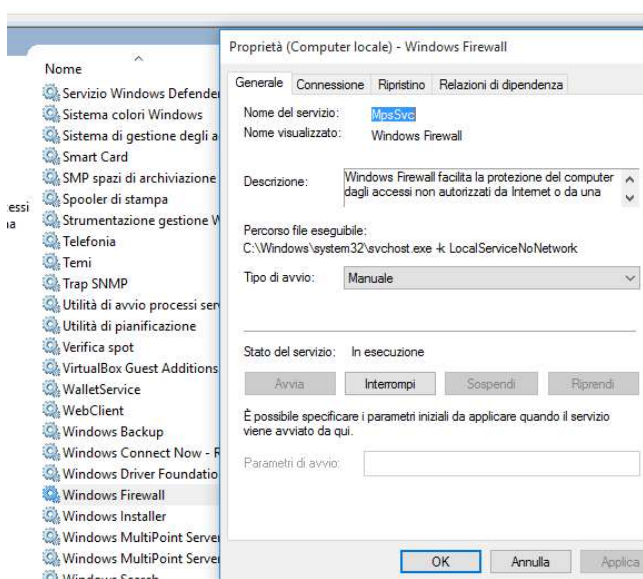 Nome
Servizio Windows Defender
Sistema colori Windows
Sistema di gestione degli a
Smart Card
SMP spazi di archiviazione
Spooler di stampa
Strumentazione gestione W
Telefonia
Temi
Trap SNMP
Utilità di avvio processi ser
Utilità di pianificazione
Verifica spot
VirtualBox Guest Additions
WalletService
WebClient
Windows Backup
Windows Connect Now - R
Windows Driver Foundatio
Windows Firewall
Windows Installer
Windows MultiPoint Server
Windows MultiPoint Server
Windows Search
essi
na
Proprietà (Computer locale) - Windows Firewall
Generale Connessione Ripristino Relazioni di dipendenza
Nome del servizio: MpsSvc
Nome visualizzato: Windows Firewall
Descrizione: Windows Firewall facilita la protezione del computer
dagli accessi non autorizzati da Internet o da una
Percorso file eseguibile:
C:\Windows\system32\svchost.exe -k LocalServiceNoNetwork
Tipo di avvio: Manuale
Stato del servizio: In esecuzione
Avvia Interrompi Sospendi Riprendi
È possibile specificare i parametri iniziali da applicare quando il servizio
viene avviato da qui.
Parametri di avvio:
OK Annulla Applica